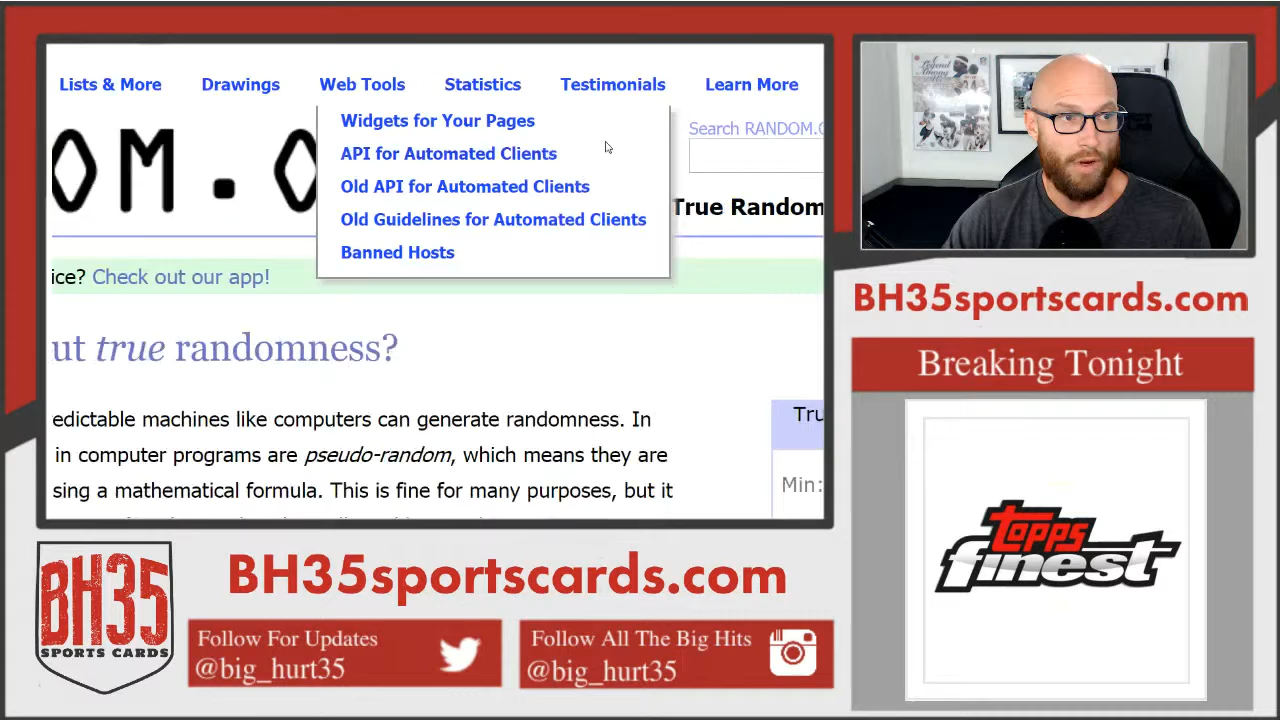 Lists & More Drawings Web Tools Statistics Testimonials Learn More
Widgets for Your Pages
API for Automated Clients
Old API for Automated Clients
Old Guidelines for Automated Clients
Banned Hosts
OM.O
Search RANDOM.O
True Random
ice? Check out our app!
ut true randomness?
edictable machines like computers can generate randomness. In
in computer programs are pseudo-random, which means they are
sing a mathematical formula. This is fine for many purposes, but it
Tru
Min:
BH35sportscards.com
Breaking Tonight
Topps
finest
BH35
SPORTS CARDS
BH35sportscards.com
Follow For Updates
@big_hurt35
Follow All The Big Hits
@big_hurt35